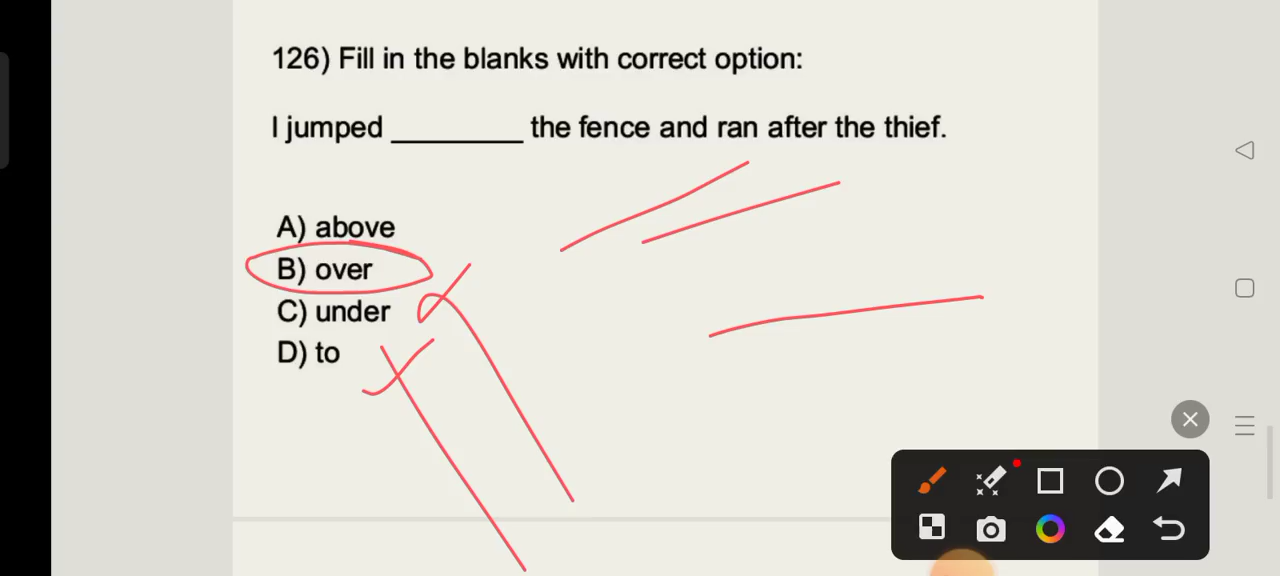 126) Fill in the blanks with correct option:
I jumped ________ the fence and ran after the thief.
A) above
B) over
C) under
D) to